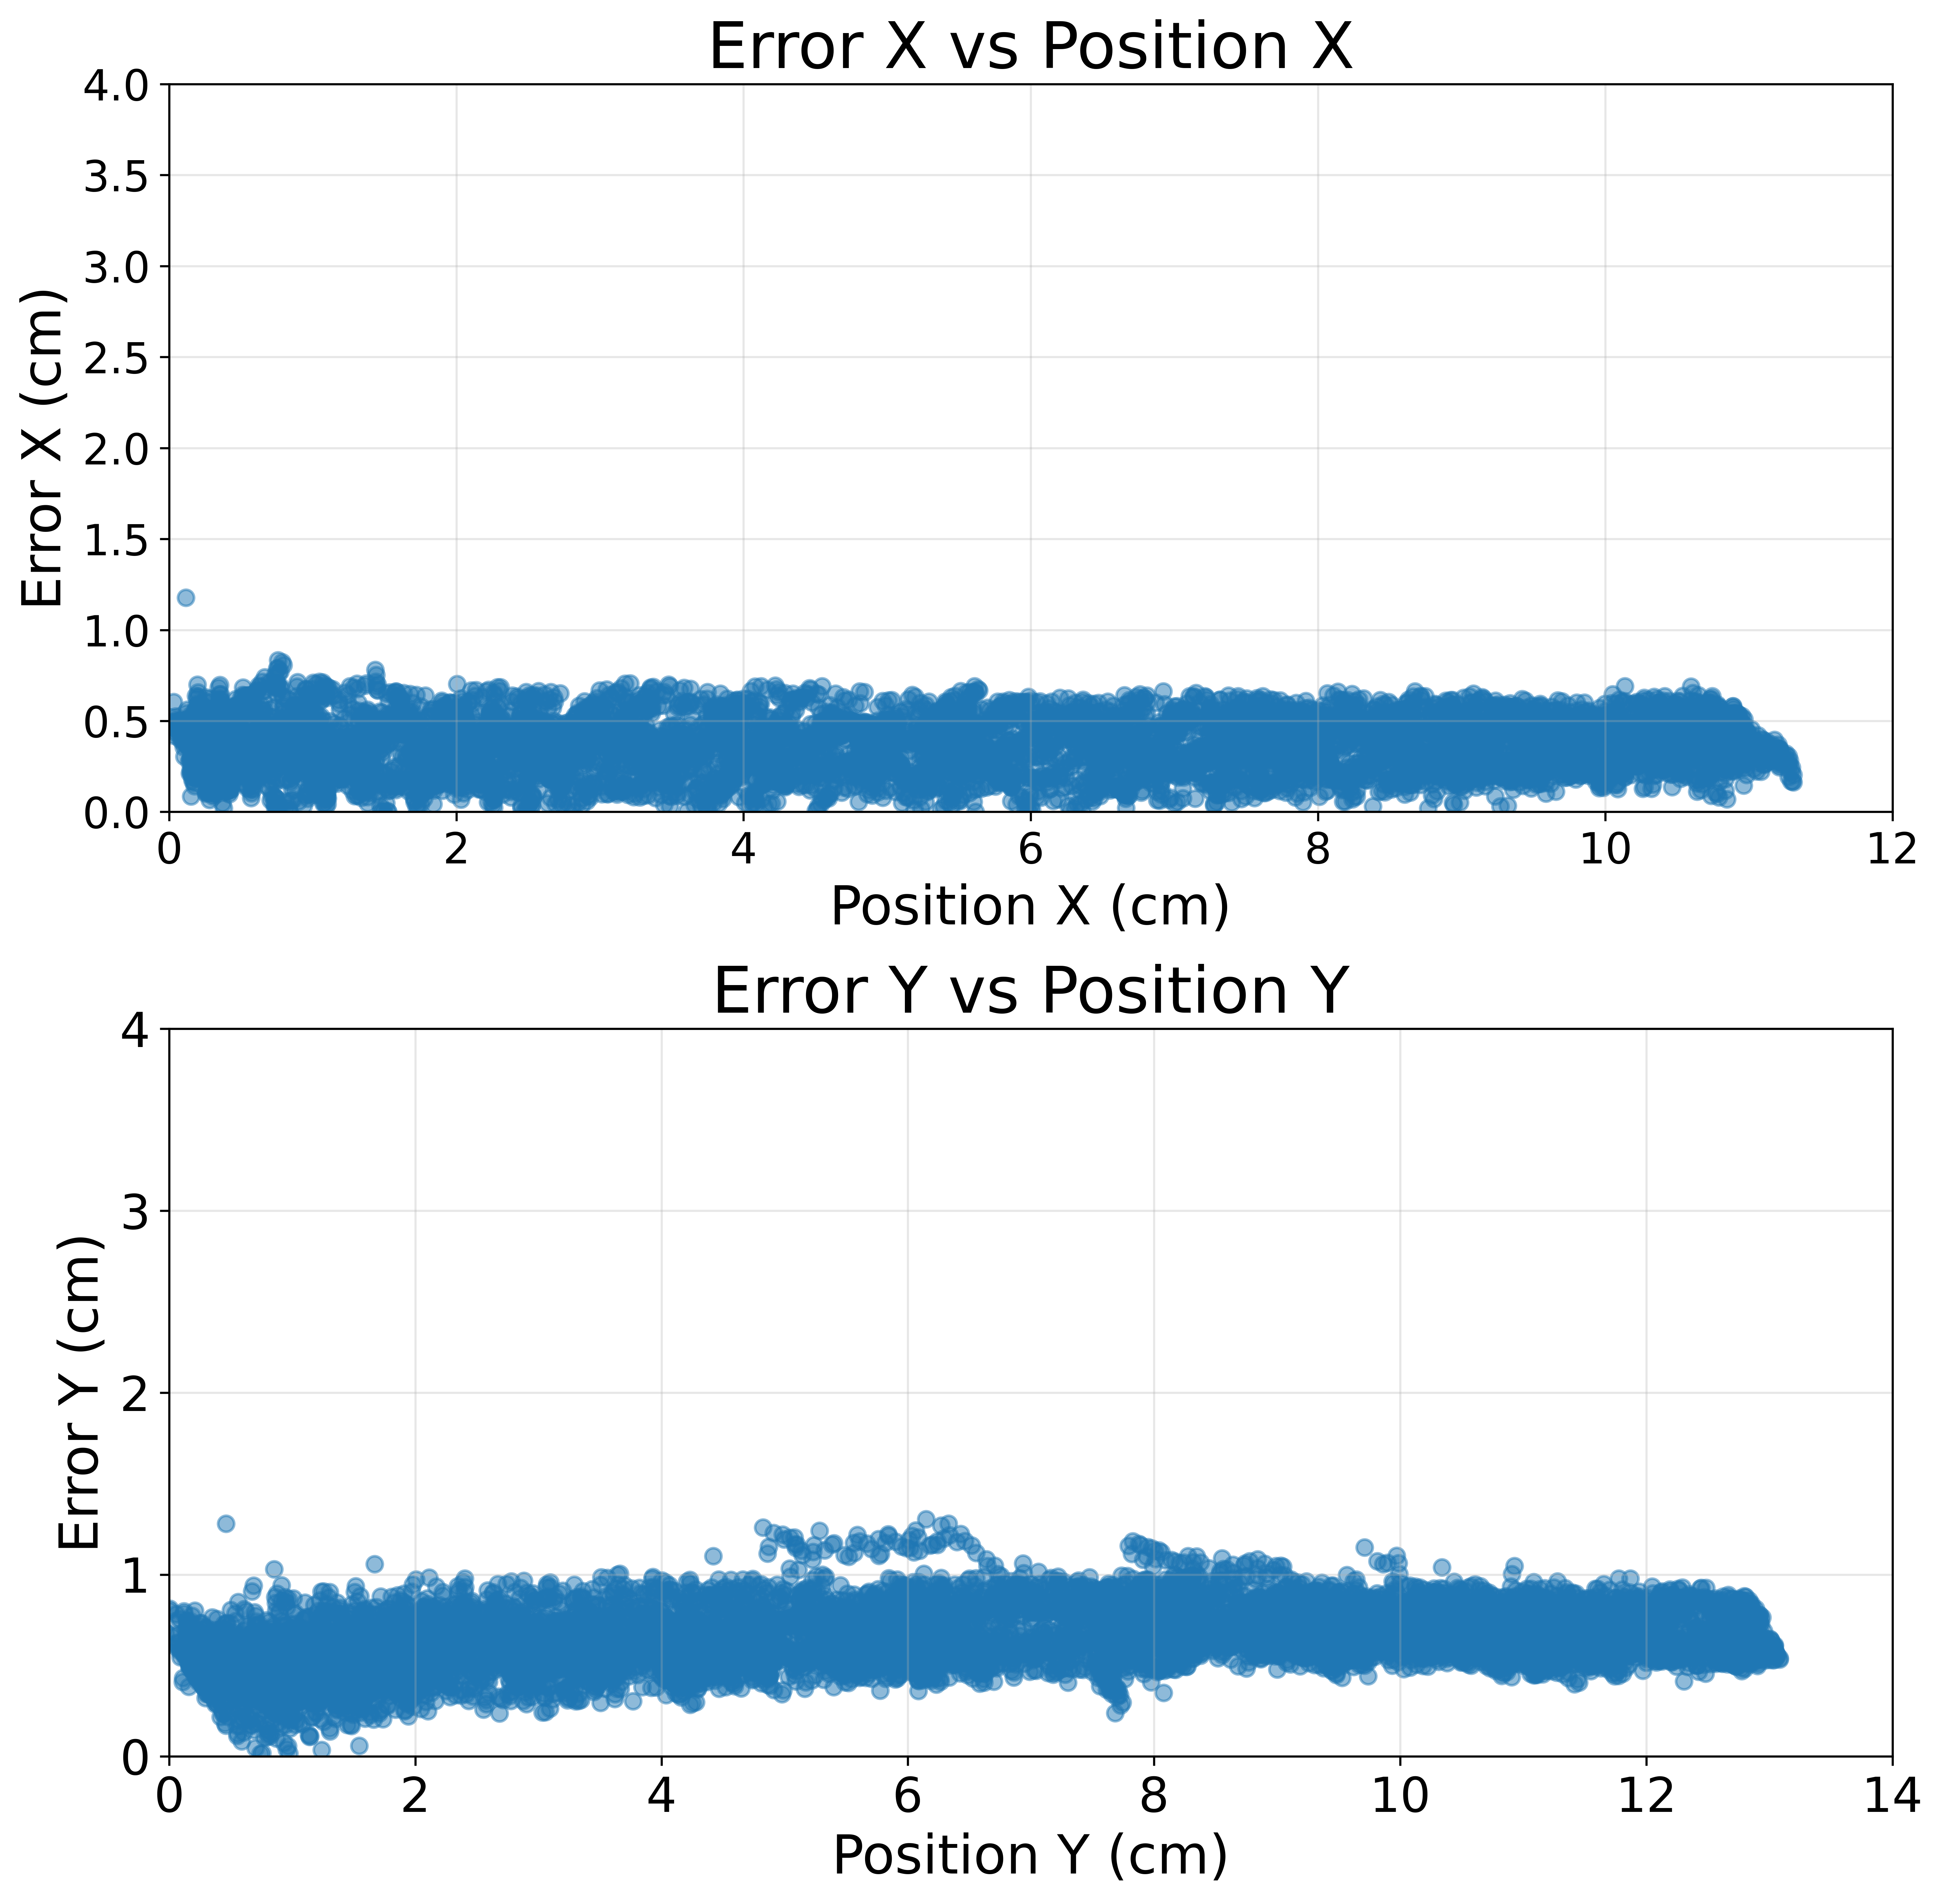 Error X vs Position X
4.0
3.5
3.0
2.5
2.0
1.5
1.0
0.5
0.0
Error X (cm)
0 2 4 6 8 10 12
Position X (cm)
Error Y vs Position Y
4
3
2
1
0
Error Y (cm)
0 2 4 6 8 10 12 14
Position Y (cm)